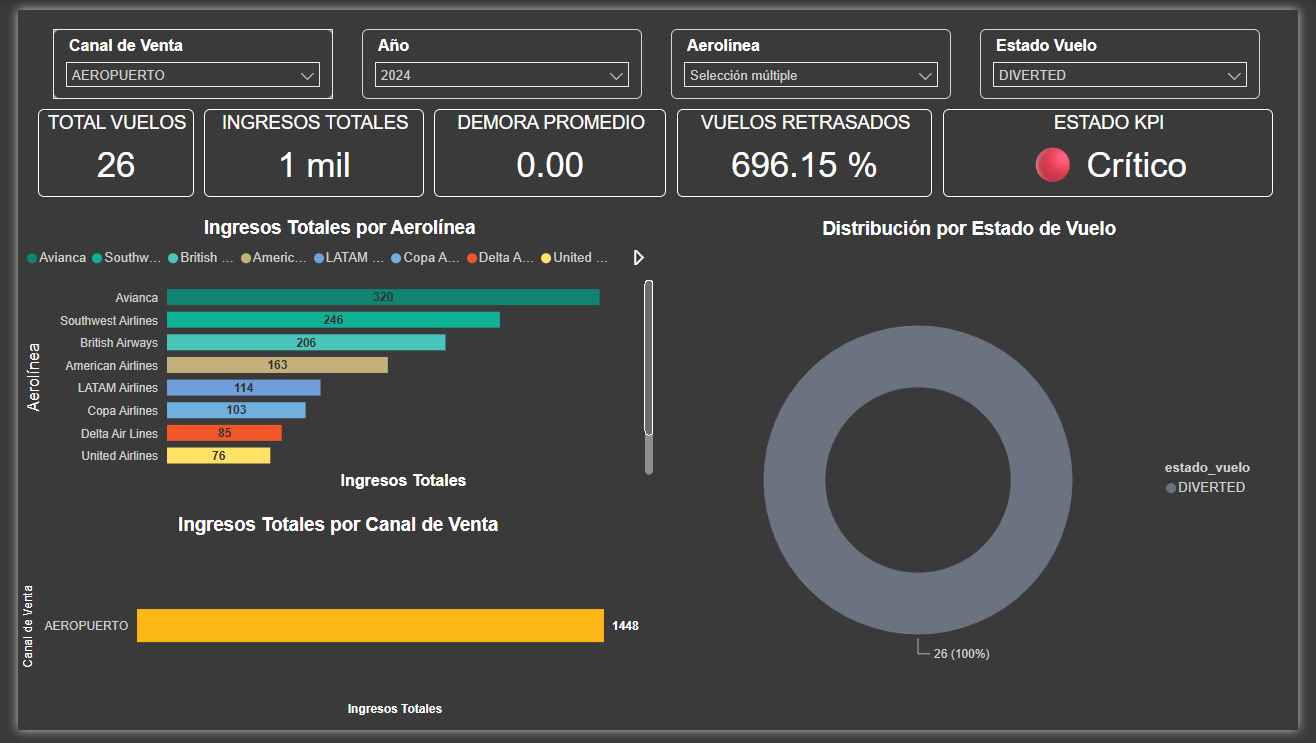 Canal de Venta
AEROPUERTO
Año
2024
Aerolínea
Selección múltiple
Estado Vuelo
DIVERTED
TOTAL VUELOS
26
INGRESOS TOTALES
1 mil
DEMORA PROMEDIO
0.00
VUELOS RETRASADOS
696.15 %
ESTADO KPI
Crítico
Ingresos Totales por Aerolínea
Avianca Southw... British ... Americ... LATAM ... Copa A... Delta A... United ...
Aerolínea
Avianca 320
Southwest Airlines 246
British Airways 206
American Airlines 163
LATAM Airlines 114
Copa Airlines 103
Delta Air Lines 85
United Airlines 76
Ingresos Totales
Ingresos Totales por Canal de Venta
Canal de Venta
AEROPUERTO 1448
Ingresos Totales
Distribución por Estado de Vuelo
estado_vuelo
DIVERTED
26 (100%)